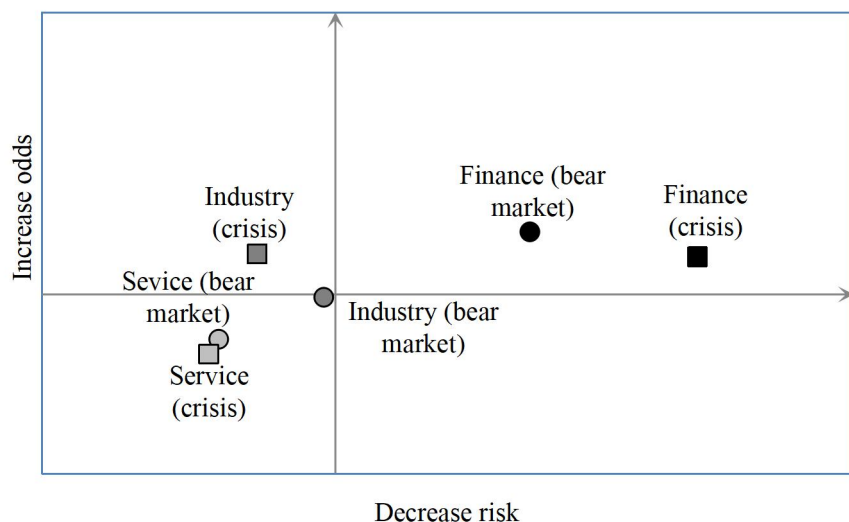 Increase odds
Industry
(crisis)
Finance (bear
market)
Finance
(crisis)
Sevice (bear
market)
Industry (bear
market)
Service
(crisis)
Decrease risk